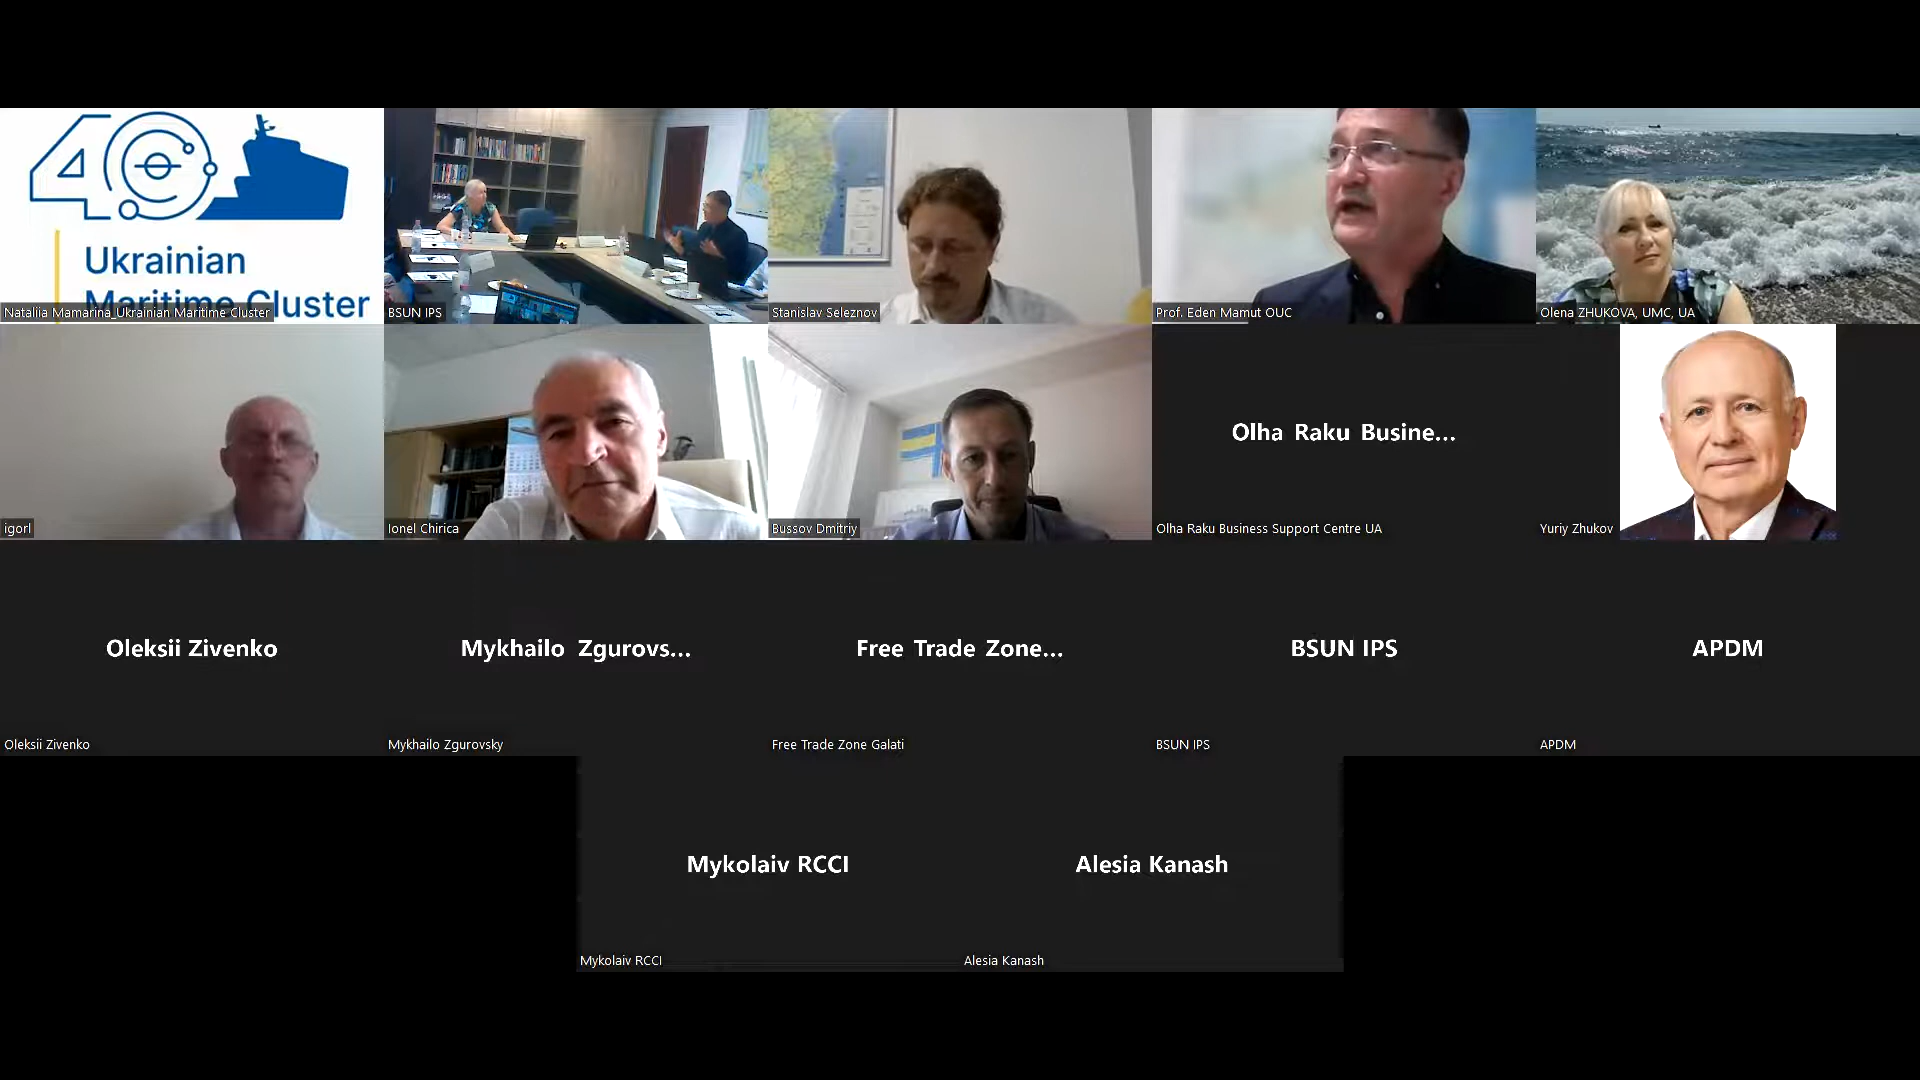 Ukrainian
Maritime Cluster
Nataliia Mamarina_Ukrainian Maritime Cluster
BSUN IPS
Stanislav Seleznov
Prof. Eden Mamut OUC
Olena ZHUKOVA, UMC, UA
igorl
Ionel Chirica
Bussov Dmitriy
Olha Raku Busine...
Olha Raku Business Support Centre UA
Yuriy Zhukov
Oleksii Zivenko
Oleksii Zivenko
Mykhailo Zgurovs...
Mykhailo Zgurovsky
Free Trade Zone...
Free Trade Zone Galati
BSUN IPS
BSUN IPS
APDM
APDM
Mykolaiv RCCI
Mykolaiv RCCI
Alesia Kanash
Alesia Kanash